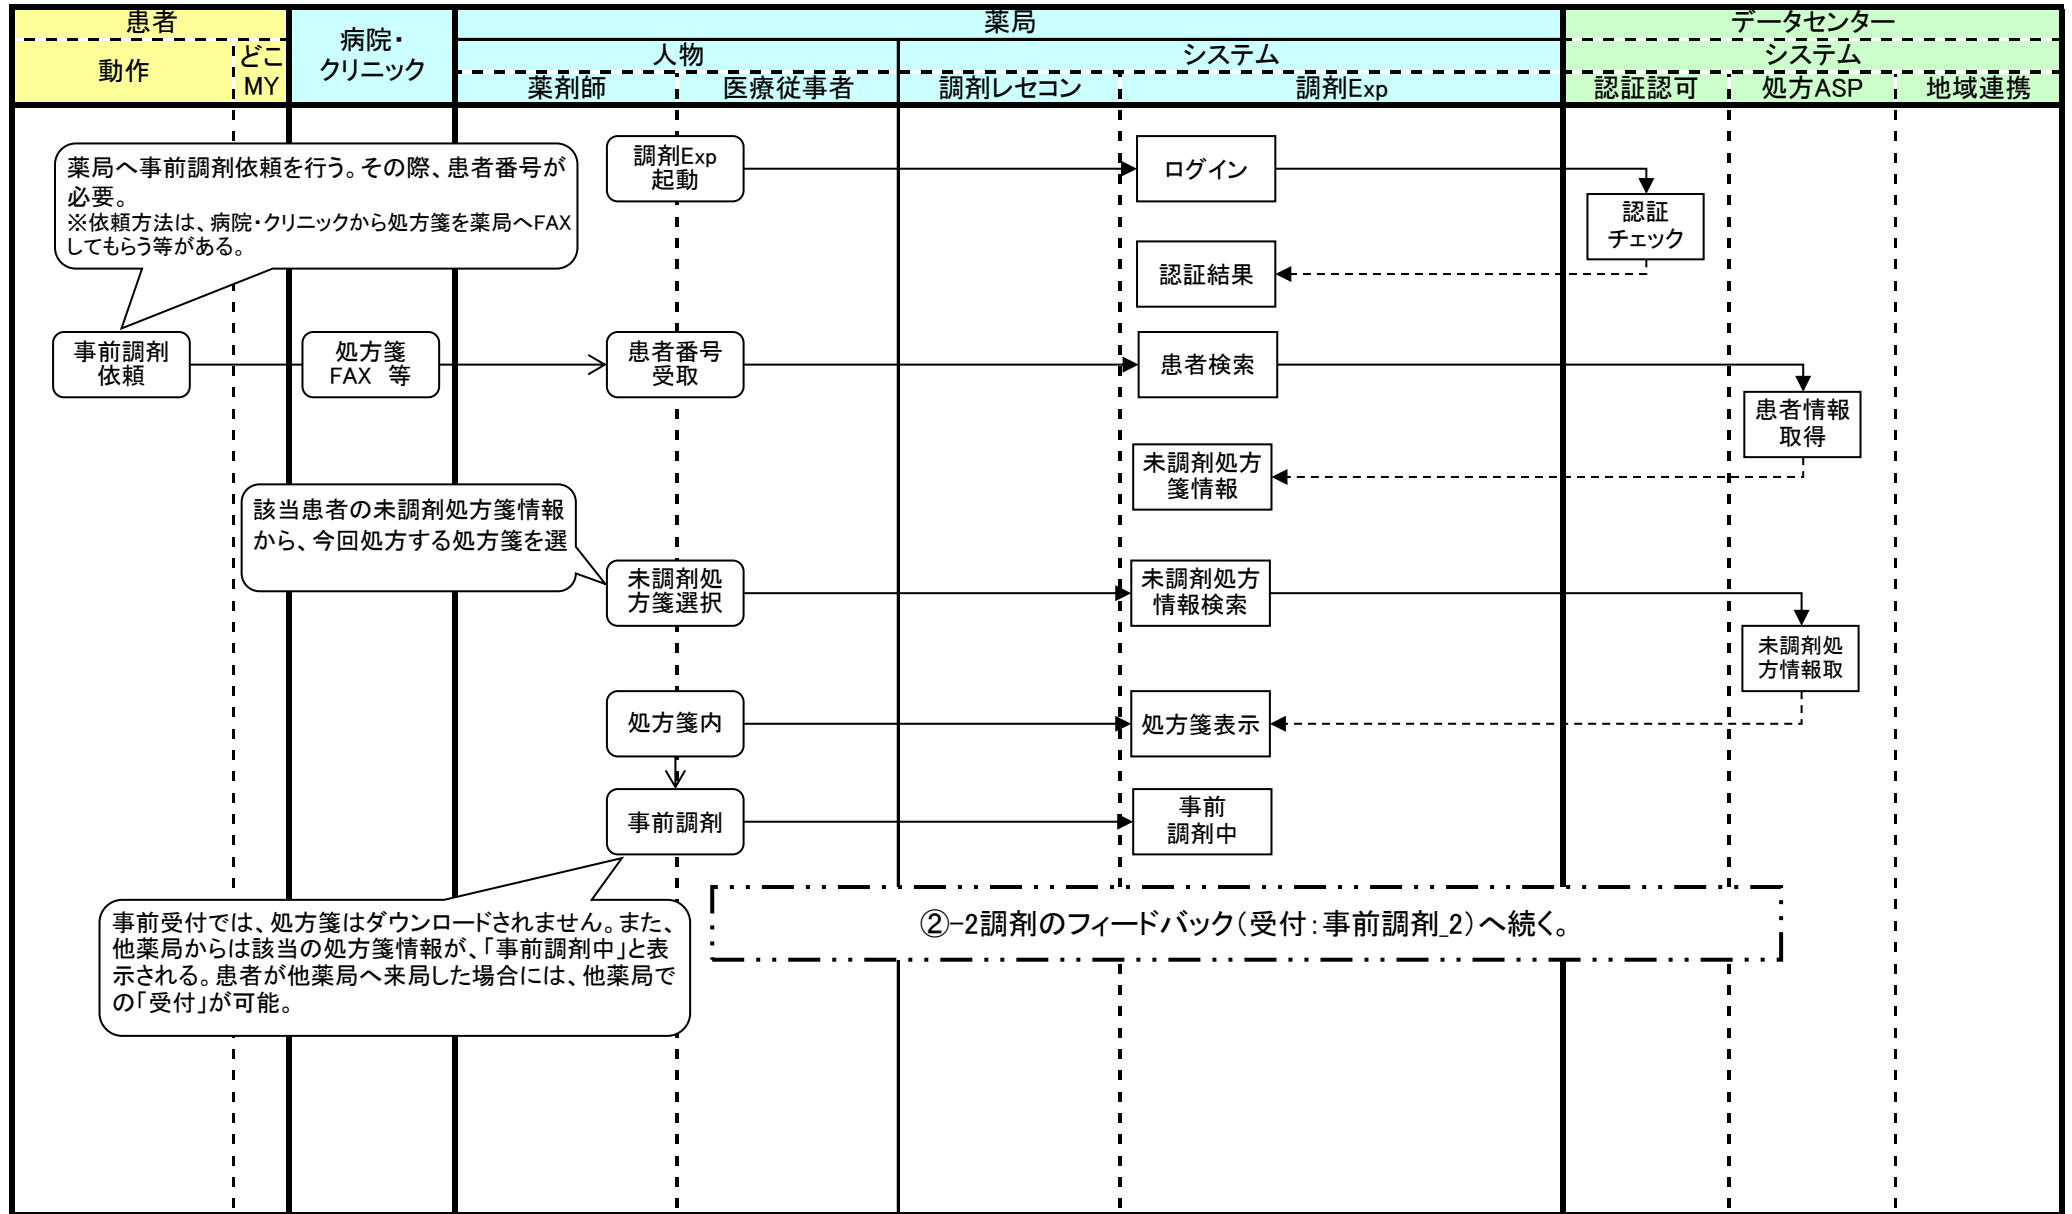 患者
病院・
クリニック
薬局
データセンター
動作
どこ
MY
人物
システム
システム
薬剤師
医療従事者
調剤レセコン
調剤Exp
認証認可
処方ASP
地域連携
薬局へ事前調剤依頼を行う。その際、患者番号が
必要。
※依頼方法は、病院・クリニックから処方箋を薬局へFAX
してもらう等がある。
調剤Exp
起動
ログイン
認証
チェック
認証結果
事前調剤
依頼
処方箋
FAX 等
患者番号
受取
患者検索
患者情報
取得
未調剤処方
箋情報
該当患者の未調剤処方箋情報
から、今回処方する処方箋を選
未調剤処
方箋選択
未調剤処方
情報検索
未調剤処
方情報取
処方箋内
処方箋表示
事前調剤
事前
調剤中
事前受付では、処方箋はダウンロードされません。また、
他薬局からは該当の処方箋情報が、「事前調剤中」と表
示される。患者が他薬局へ来局した場合には、他薬局で
の「受付」が可能。
②-2調剤のフィードバック(受付:事前調剤_2)へ続く。